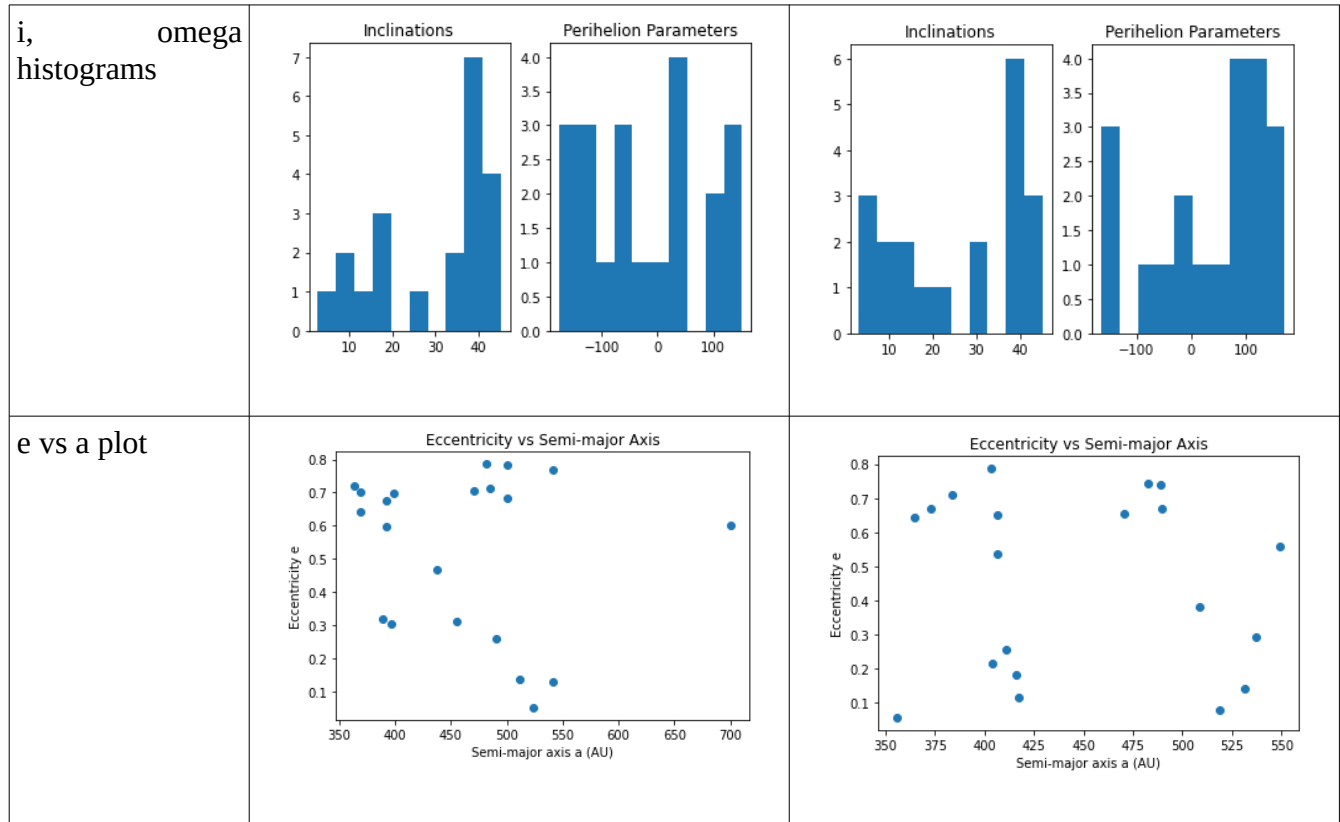 i, omega
histograms
Inclinations
7
6
5
4
3
2
1
0
10 20 30 40
Perihelion Parameters
4.0
3.5
3.0
2.5
2.0
1.5
1.0
0.5
0.0
−100 0 100
Inclinations
6
5
4
3
2
1
0
10 20 30 40
Perihelion Parameters
4.0
3.5
3.0
2.5
2.0
1.5
1.0
0.5
0.0
−100 0 100
e vs a plot
Eccentricity vs Semi-major Axis
Eccentricity e
0.8
0.7
0.6
0.5
0.4
0.3
0.2
0.1
350 400 450 500 550 600 650 700
Semi-major axis a (AU)
Eccentricity vs Semi-major Axis
Eccentricity e
0.8
0.7
0.6
0.5
0.4
0.3
0.2
0.1
350 375 400 425 450 475 500 525 550
Semi-major axis a (AU)